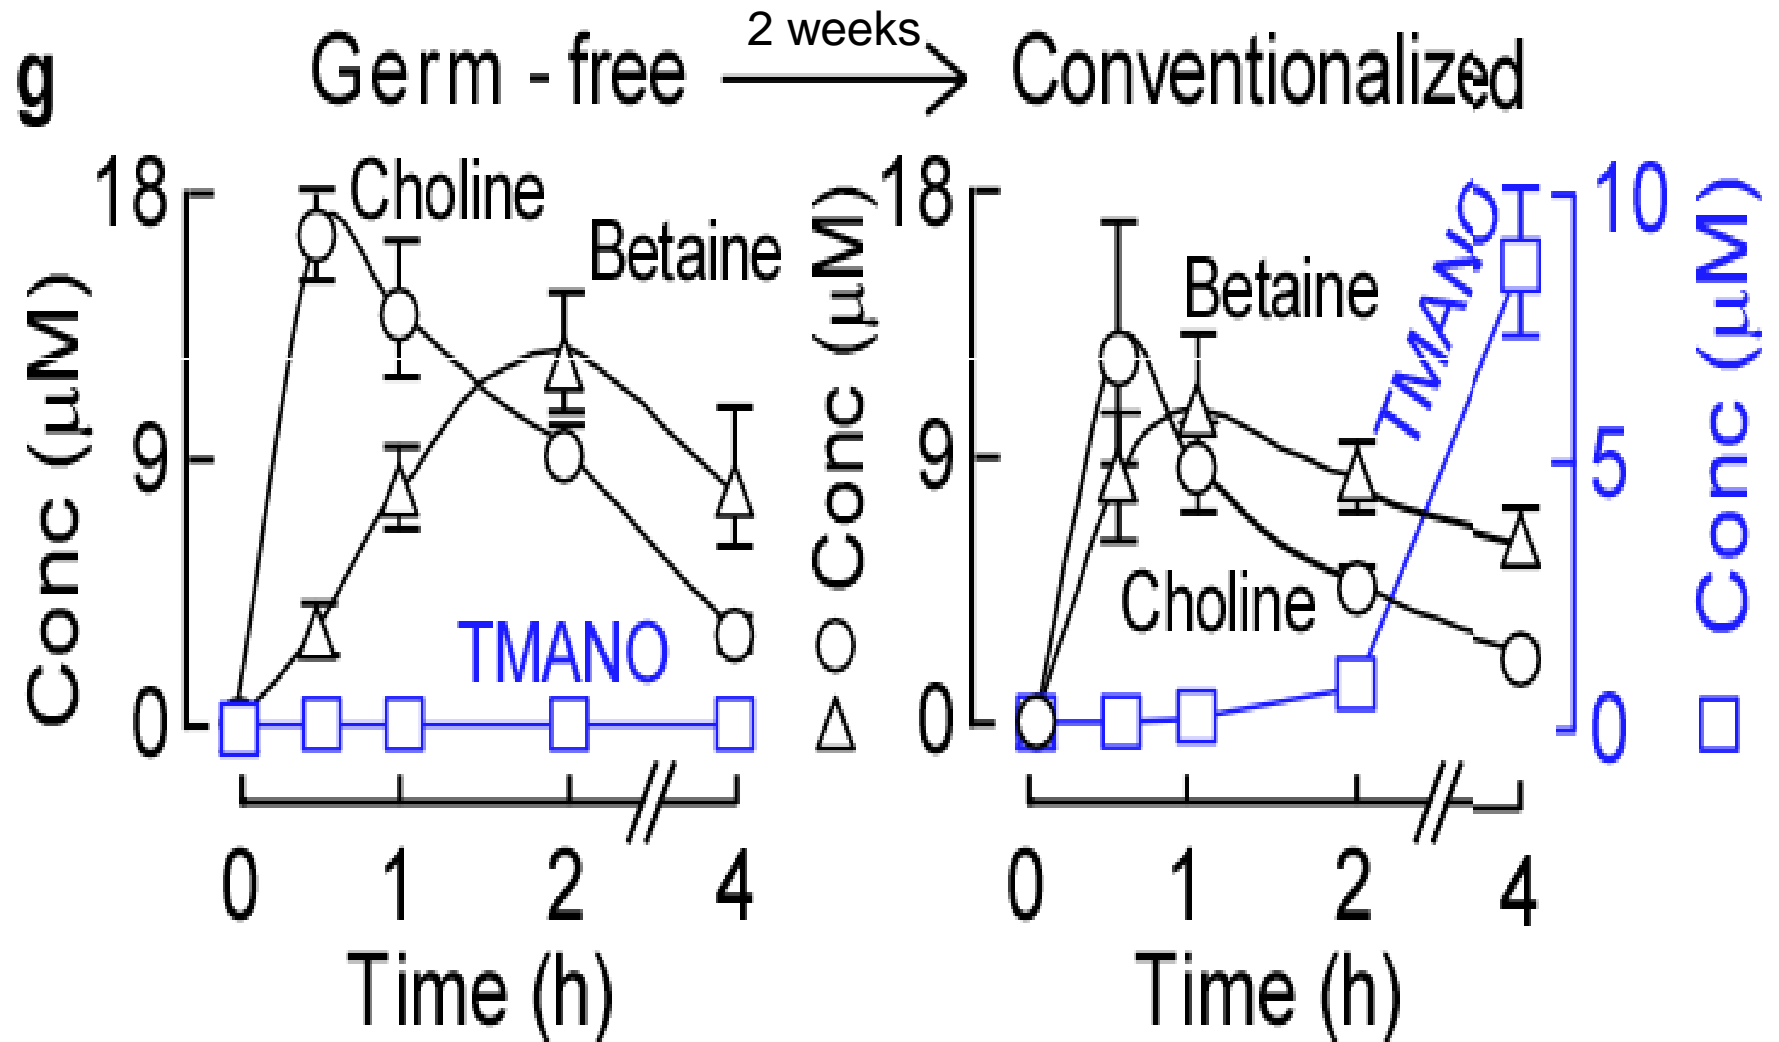 g
Germ - free
2 weeks
Conventionalized
18
9
0
Conc (µM)
Choline
Betaine
TMANO
0 1 2 4
Time (h)
Conc (µM)
18
9
0
Betaine
TMANO
Choline
10
5
0
Conc (µM)
0 1 2 4
Time (h)